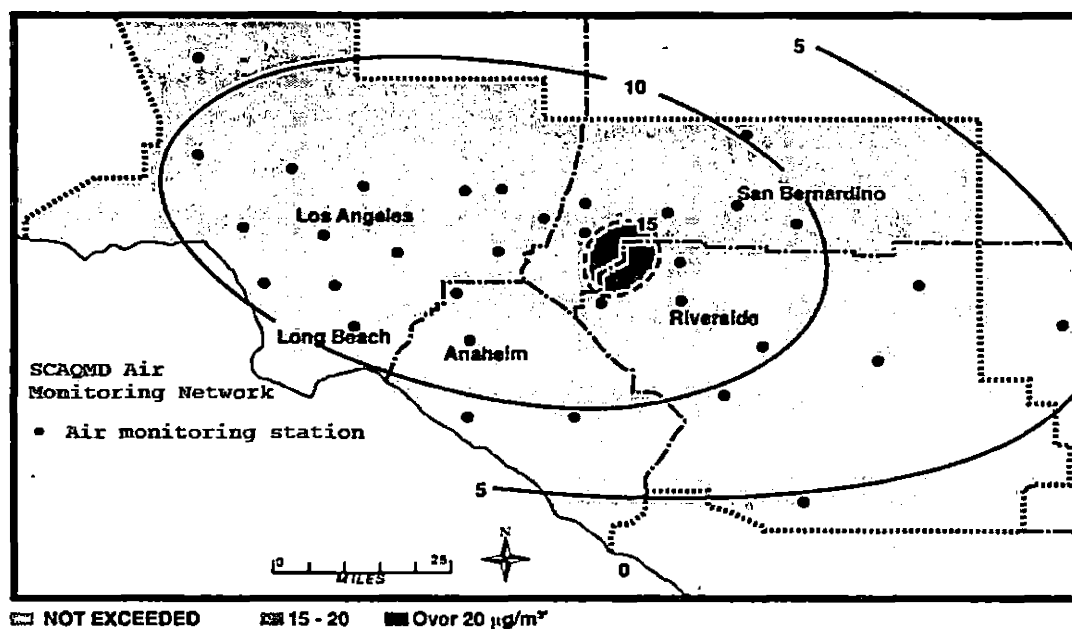 5
10
San Bernardino
15
Los Angeles
Riverside
Long Beach
Anaheim
SCAQMD Air
Monitoring Network
• Air monitoring station
5
N
0 25
MILES
0
NOT EXCEEDED 15 - 20 Over 20 µg/m³